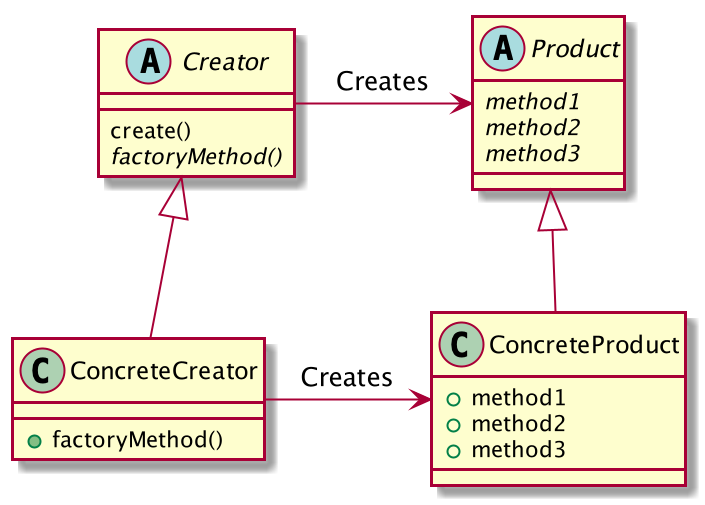 A Creator
create()
factoryMethod()
Creates
A Product
method1
method2
method3
C ConcreteCreator
factoryMethod()
Creates
C ConcreteProduct
method1
method2
method3